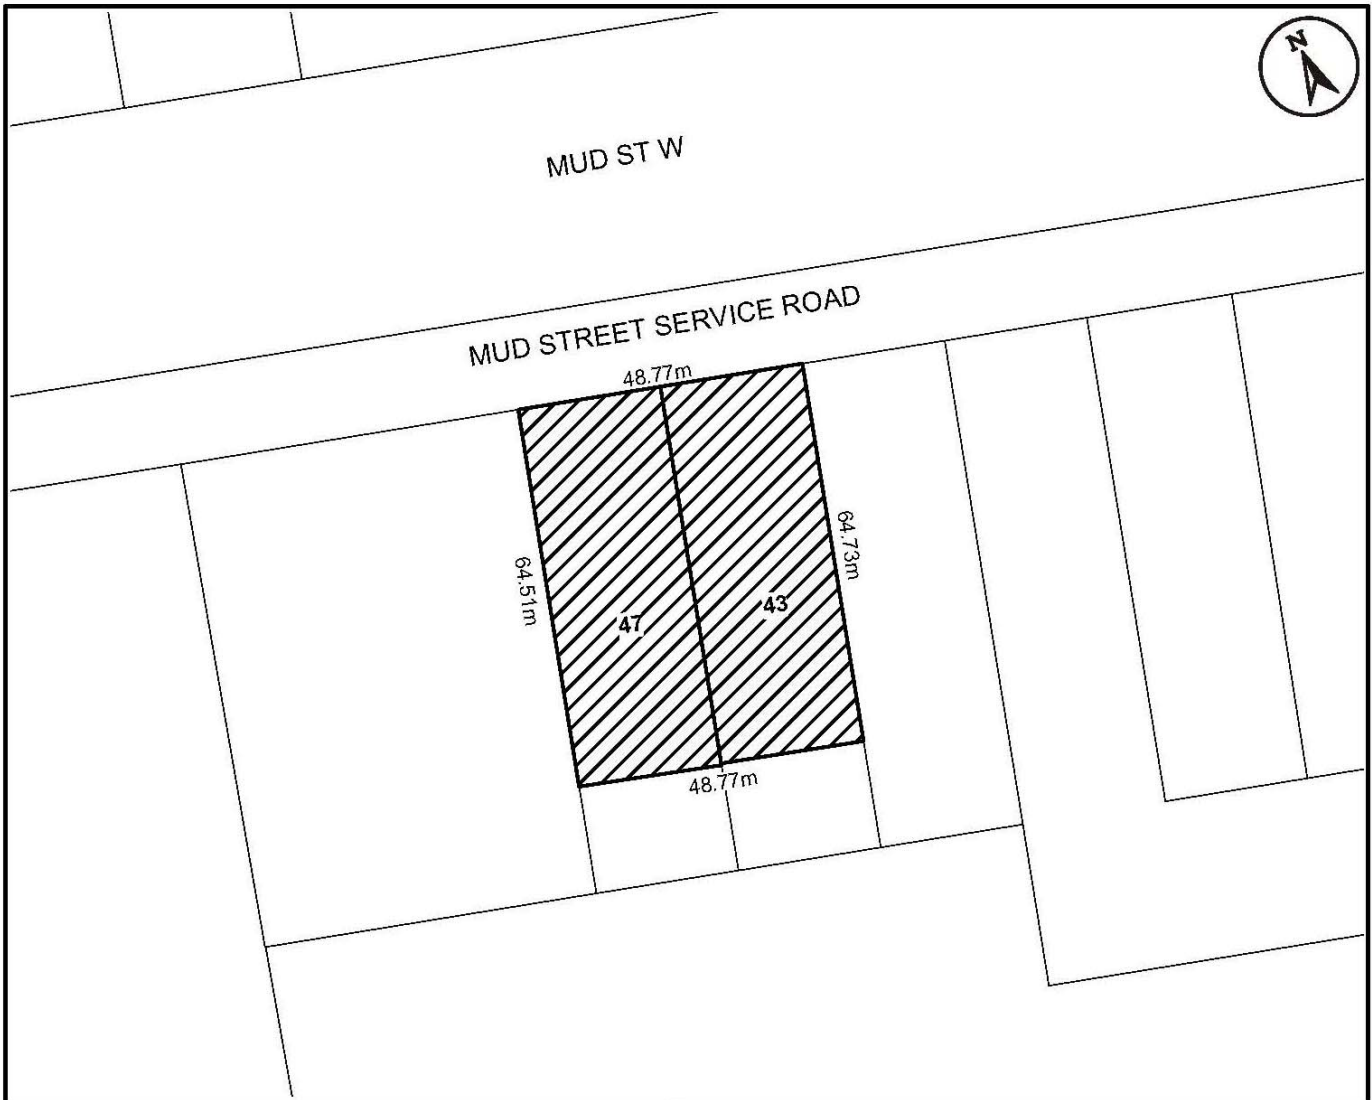 N
MUD ST W
MUD STREET SERVICE ROAD
48.77m
64.51m
64.73m
47
43
48.77m